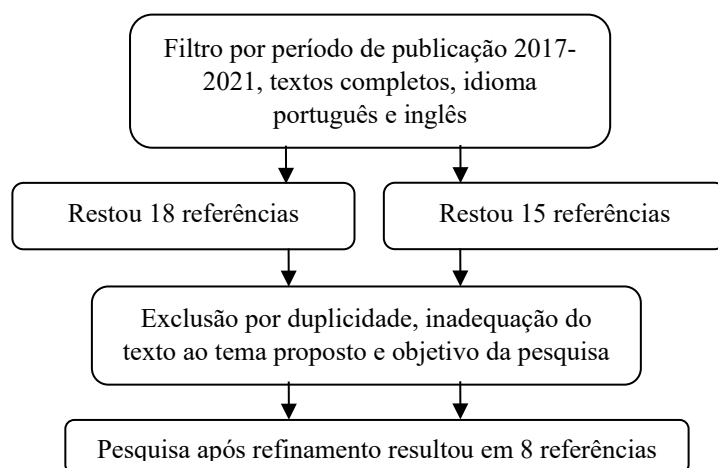 Filtro por período de publicação 2017-
2021, textos completos, idioma
português e inglês
Restou 18 referências
Restou 15 referências
Exclusão por duplicidade, inadequação do
texto ao tema proposto e objetivo da pesquisa
Pesquisa após refinamento resultou em 8 referências